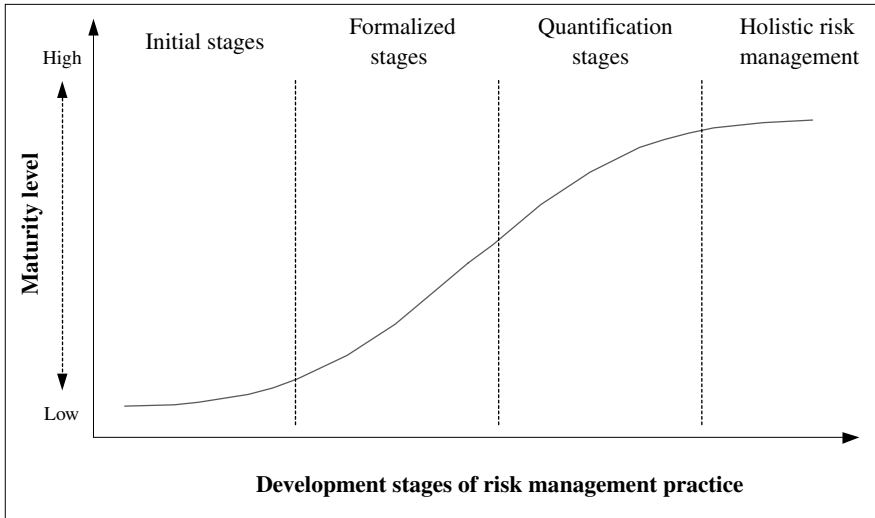 Initial stages
Formalized
stages
Quantification
stages
Holistic risk
management
High
Maturity level
Low
Development stages of risk management practice